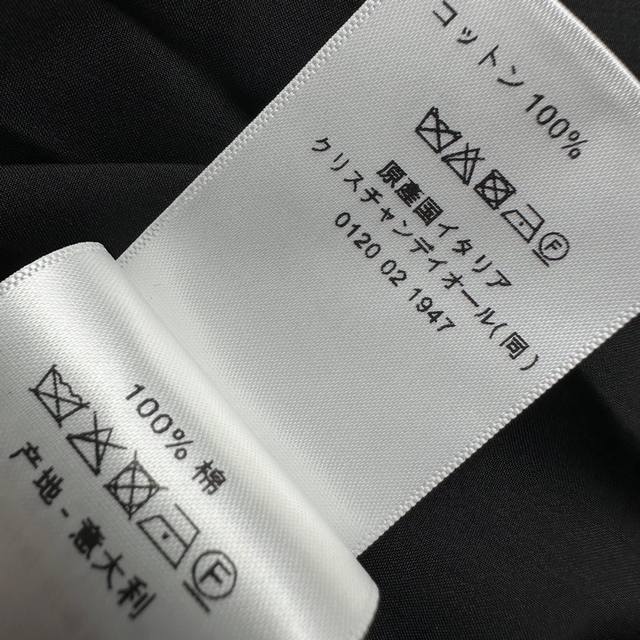 コットン 100%
F
原産国イタリア
クリスチャンディオール(同)
0120 02 1947
100% 棉
F
产地 - 意大利